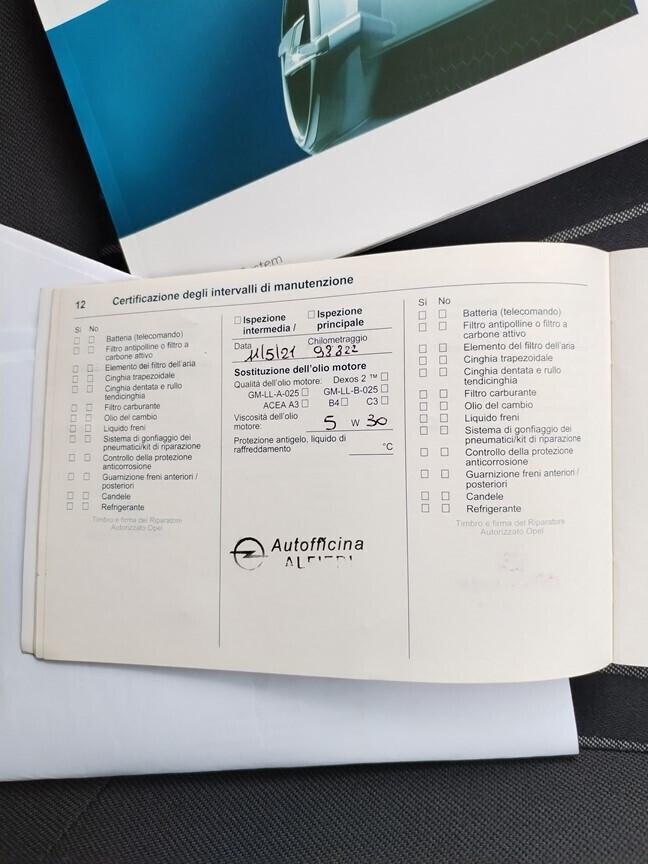 stem
12 Certificazione degli intervalli di manutenzione
Si No
Batteria (telecomando)
Filtro antipolline o filtro a
carbone attivo
Elemento del filtro dell'aria
Cinghia trapezoidale
Cinghia dentata e rullo
tendicinghia
Filtro carburante
Olio del cambio
Liquido freni
Sistema di gonfiaggio dei
pneumatici/kit di riparazione
Controllo della protezione
anticorrosione
Guarnizione freni anteriori /
posteriori
Candele
Refrigerante
Timbro e firma del Riparatore
Autorizzato Opel
☐ Ispezione intermedia / ☐ Ispezione principale
Data Chilometraggio
11/5/21 93822
Sostituzione dell'olio motore
Qualità dell'olio motore: Dexos 2 ™ ☐
GM-LL-A-025 ☐ GM-LL-B-025 ☐
ACEA A3 ☐ B4 ☐ C3 ☐
Viscosità dell'olio
motore: 5 W 30
Protezione antigelo, liquido di
raffreddamento °C
Autofficina
ALFIERI
Si No
Batteria (telecomando)
Filtro antipolline o filtro a
carbone attivo
Elemento del filtro dell'aria
Cinghia trapezoidale
Cinghia dentata e rullo
tendicinghia
Filtro carburante
Olio del cambio
Liquido freni
Sistema di gonfiaggio dei
pneumatici/kit di riparazione
Controllo della protezione
anticorrosione
Guarnizione freni anteriori /
posteriori
Candele
Refrigerante
Timbro e firma del Riparatore
Autorizzato Opel